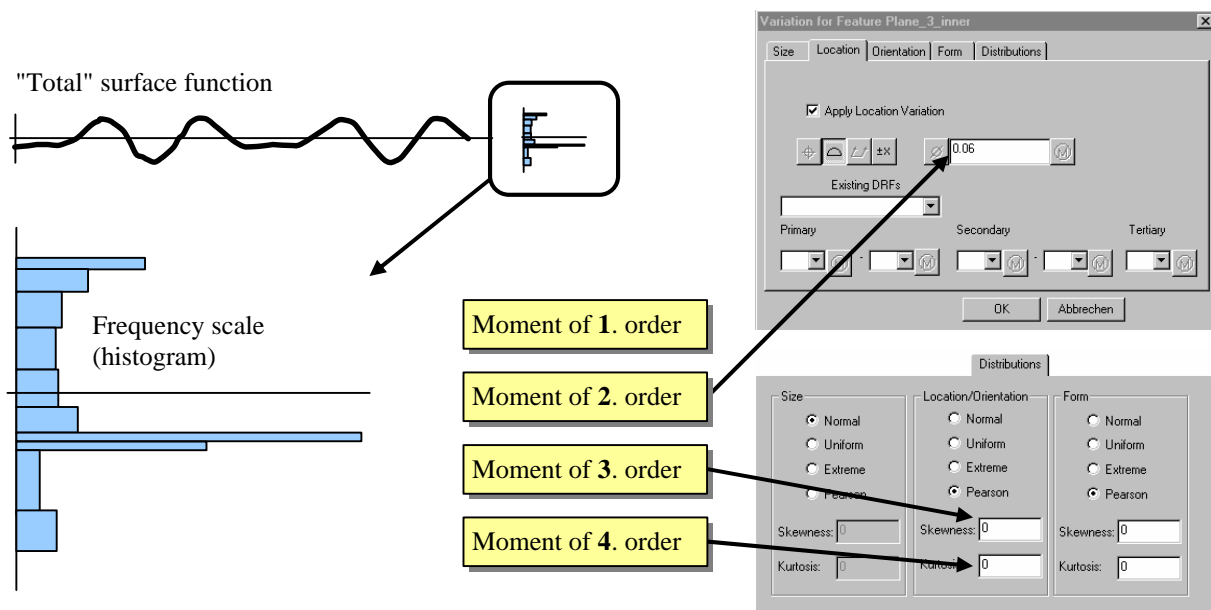 "Total" surface function
Frequency scale
(histogram)
Moment of 1. order
Moment of 2. order
Moment of 3. order
Moment of 4. order
Variation for Feature Plane_3_inner
Size Location Orientation Form Distributions
Apply Location Variation
±X Ø 0.06 M
Existing DRFs
Primary Secondary Tertiary
M - M M - M M
OK Abbrechen
Distributions
Size Location/Orientation Form
Normal Normal Normal
Uniform Uniform Uniform
Extreme Extreme Extreme
Pearson Pearson Pearson
Skewness: 0 Skewness: 0 Skewness: 0
Kurtosis: 0 Kurtosis: 0 Kurtosis: 0